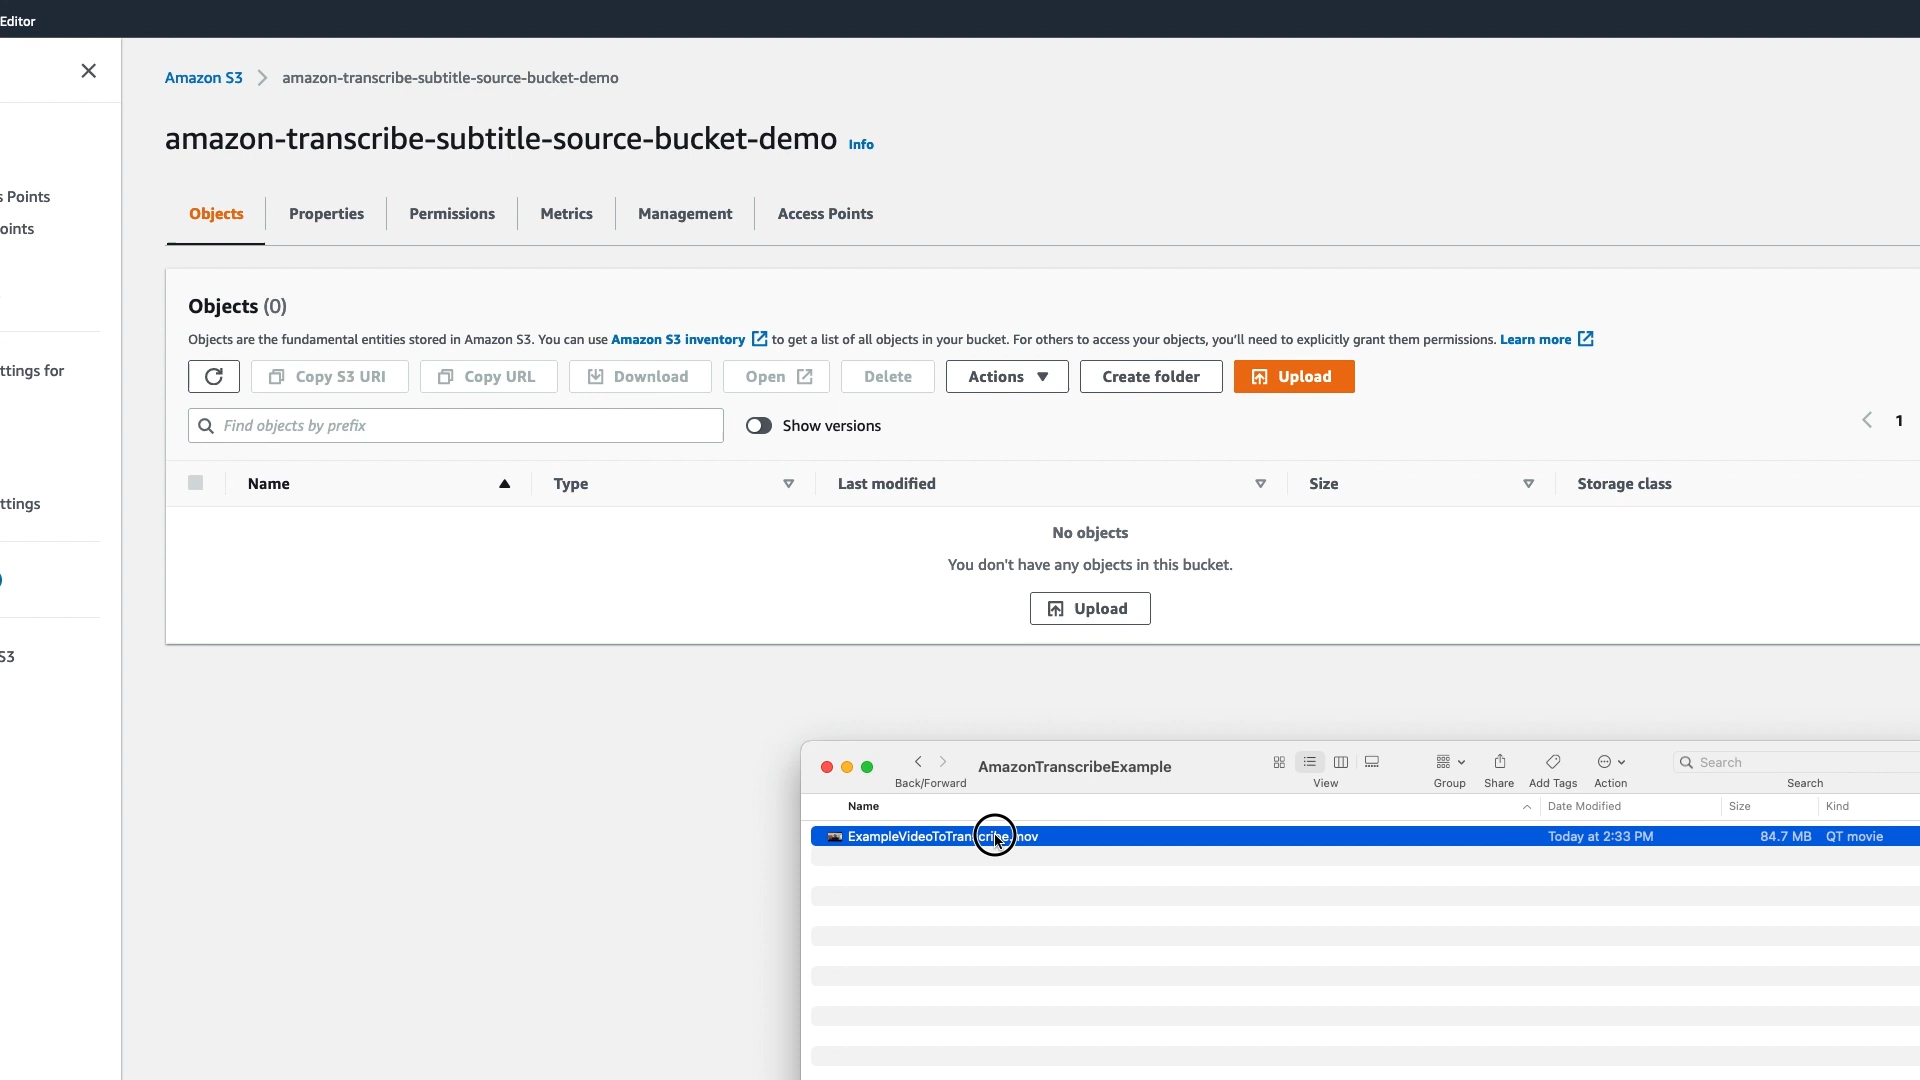 Editor
Amazon S3 > amazon-transcribe-subtitle-source-bucket-demo
amazon-transcribe-subtitle-source-bucket-demo Info
s Points
oints
ttings for
ttings
S3
Objects Properties Permissions Metrics Management Access Points
Objects (0)
Objects are the fundamental entities stored in Amazon S3. You can use Amazon S3 inventory to get a list of all objects in your bucket. For others to access your objects, you'll need to explicitly grant them permissions. Learn more
Copy S3 URI Copy URL Download Open Delete Actions Create folder Upload
Find objects by prefix Show versions 1
Name Type Last modified Size Storage class
No objects
You don't have any objects in this bucket.
Upload
AmazonTranscribeExample Search
Back/Forward View Group Share Add Tags Action Search
Name Date Modified Size Kind
ExampleVideoToTranscribe.mov Today at 2:33 PM 84.7 MB QT movie